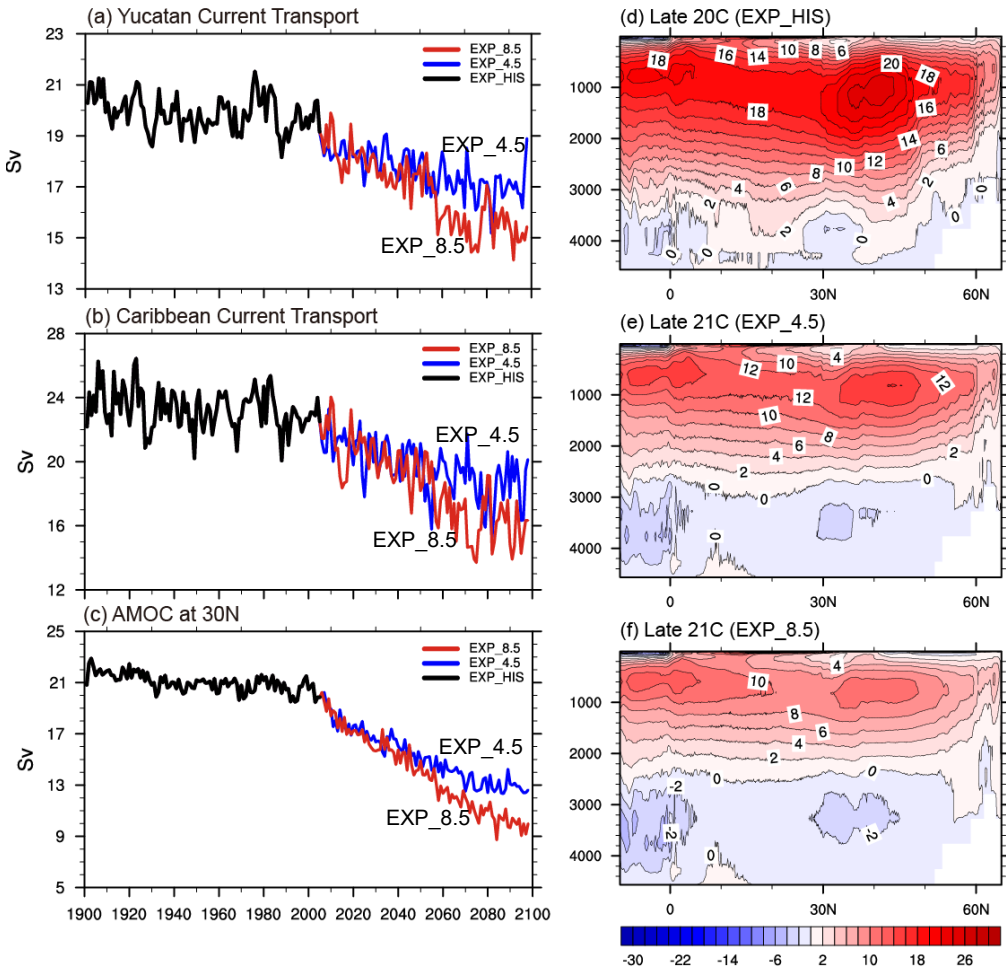 (a) Yucatan Current Transport
23
21
19
17
15
13
Sv
EXP_8.5
EXP_4.5
EXP_HIS
EXP_4.5
EXP_8.5
(b) Caribbean Current Transport
28
24
20
16
12
Sv
EXP_8.5
EXP_4.5
EXP_HIS
EXP_4.5
EXP_8.5
(c) AMOC at 30N
25
21
17
13
9
5
Sv
EXP_8.5
EXP_4.5
EXP_HIS
EXP_4.5
EXP_8.5
1900 1920 1940 1960 1980 2000 2020 2040 2060 2080 2100
(d) Late 20C (EXP_HIS)
10 8 6
16 14
18 20 18
18 16
14
10 12 6
8
4 6 2 0
2 4
2 0 0
0 0
1000
2000
3000
4000
0 30N 60N
(e) Late 21C (EXP_4.5)
4
12 10 12
12
10 8
6 2
4
2 0
0 0
0
1000
2000
3000
4000
0 30N 60N
(f) Late 21C (EXP_8.5)
4
10
8
6
4
2 0
0
-2
-2 -2
0
1000
2000
3000
4000
0 30N 60N
-30 -22 -14 -6 2 10 18 26